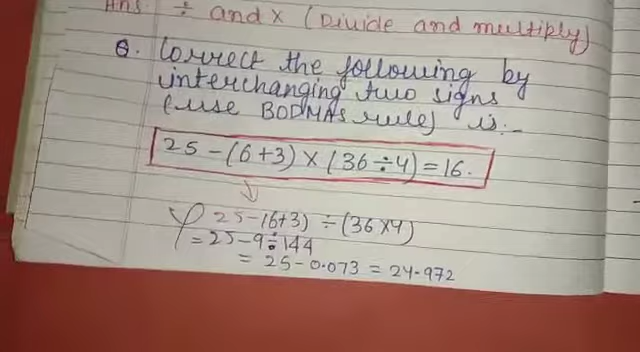 Ans. ÷ and × (Divide and multiply)
Q. Correct the following by
interchanging two signs
(use BODMAS rule) is:-
25 - (6+3) × (36÷4) = 16.
25-(6+3) ÷ (36×4)
= 25-9÷144
= 25-0.073 = 24.972